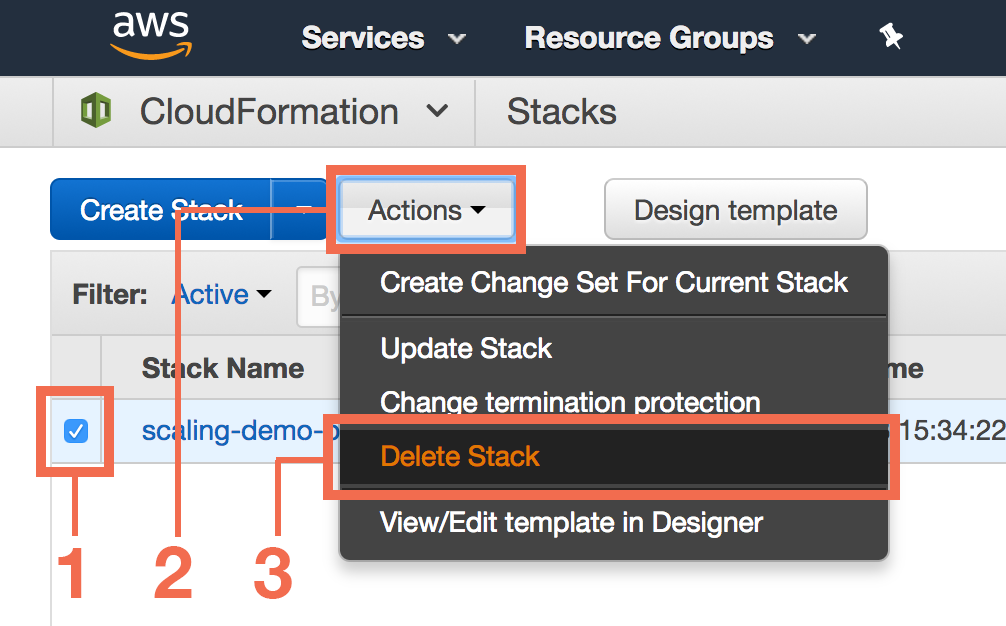 aws
Services Resource Groups
CloudFormation Stacks
Create Stack Actions Design template
Filter: Active By
Create Change Set For Current Stack
Update Stack
Stack Name
Change termination protection
scaling-demo- 15:34:22
Delete Stack
View/Edit template in Designer
1 2 3